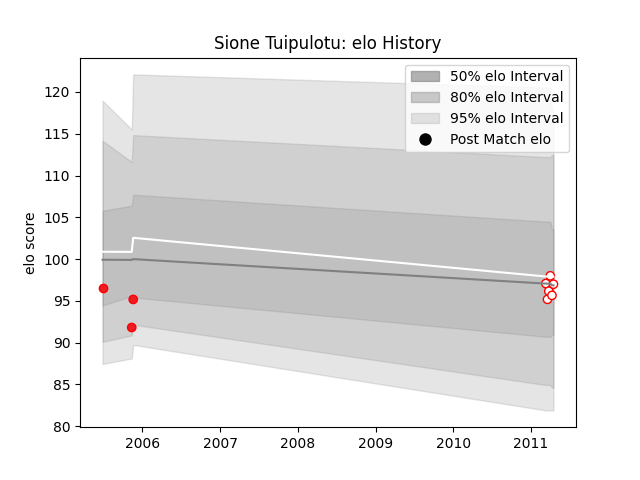 Sione Tuipulotu: elo History
50% elo Interval
80% elo Interval
95% elo Interval
Post Match elo
elo score
120
115
110
105
100
95
90
85
80
2006
2007
2008
2009
2010
2011